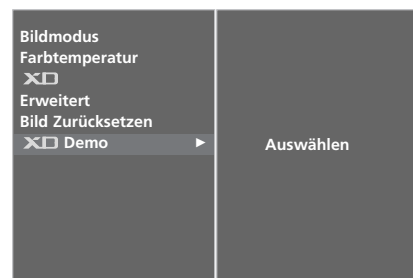 Bildmodus
Farbtemperatur
XD
Erweitert
Bild Zurücksetzen
XD Demo ►
Auswählen